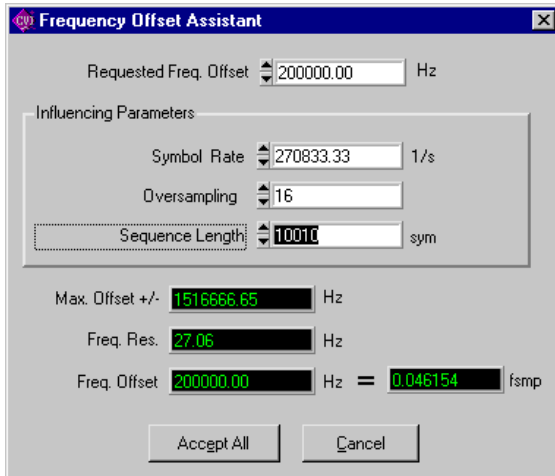 CVI Frequency Offset Assistant
Requested Freq. Offset 200000.00 Hz
Influencing Parameters
Symbol Rate 270833.33 1/s
Oversampling 16
Sequence Length 10010 sym
Max. Offset +/- 1516666.65 Hz
Freq. Res. 27.06 Hz
Freq. Offset 200000.00 Hz = 0.046154 fsmp
Accept All Cancel